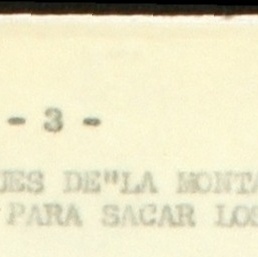 - 3 -
UES DE"LA MONTA
PARA SACAR LOS